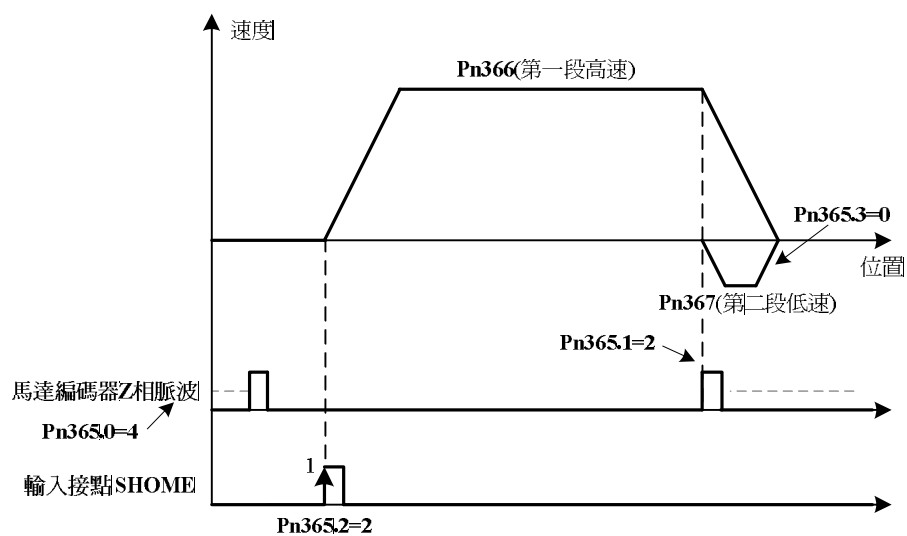 速度
Pn366(第一段高速)
Pn365.3=0
位置
Pn367(第二段低速)
Pn365.1=2
馬達編碼器Z相脈波
Pn365.0=4
1
輸入接點SHOME
Pn365.2=2